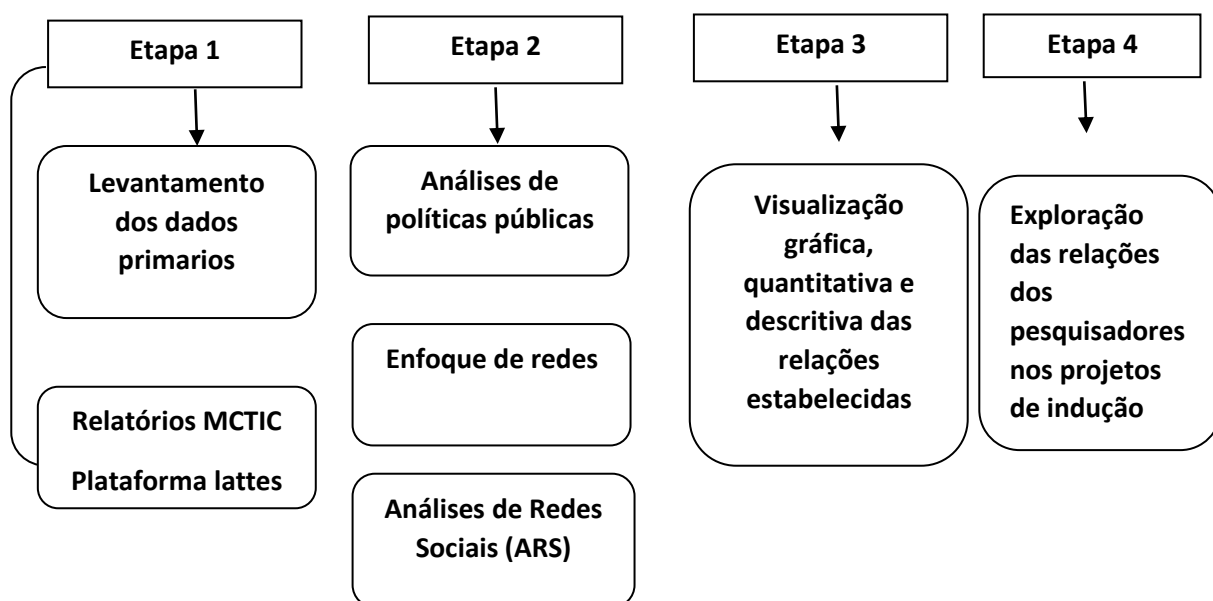 Etapa 1
Levantamento
dos dados
primarios
Relatórios MCTIC
Plataforma lattes
Etapa 2
Análises de
políticas públicas
Enfoque de redes
Análises de Redes
Sociais (ARS)
Etapa 3
Visualização
gráfica,
quantitativa e
descritiva das
relações
estabelecidas
Etapa 4
Exploração
das relações
dos
pesquisadores
nos projetos
de indução